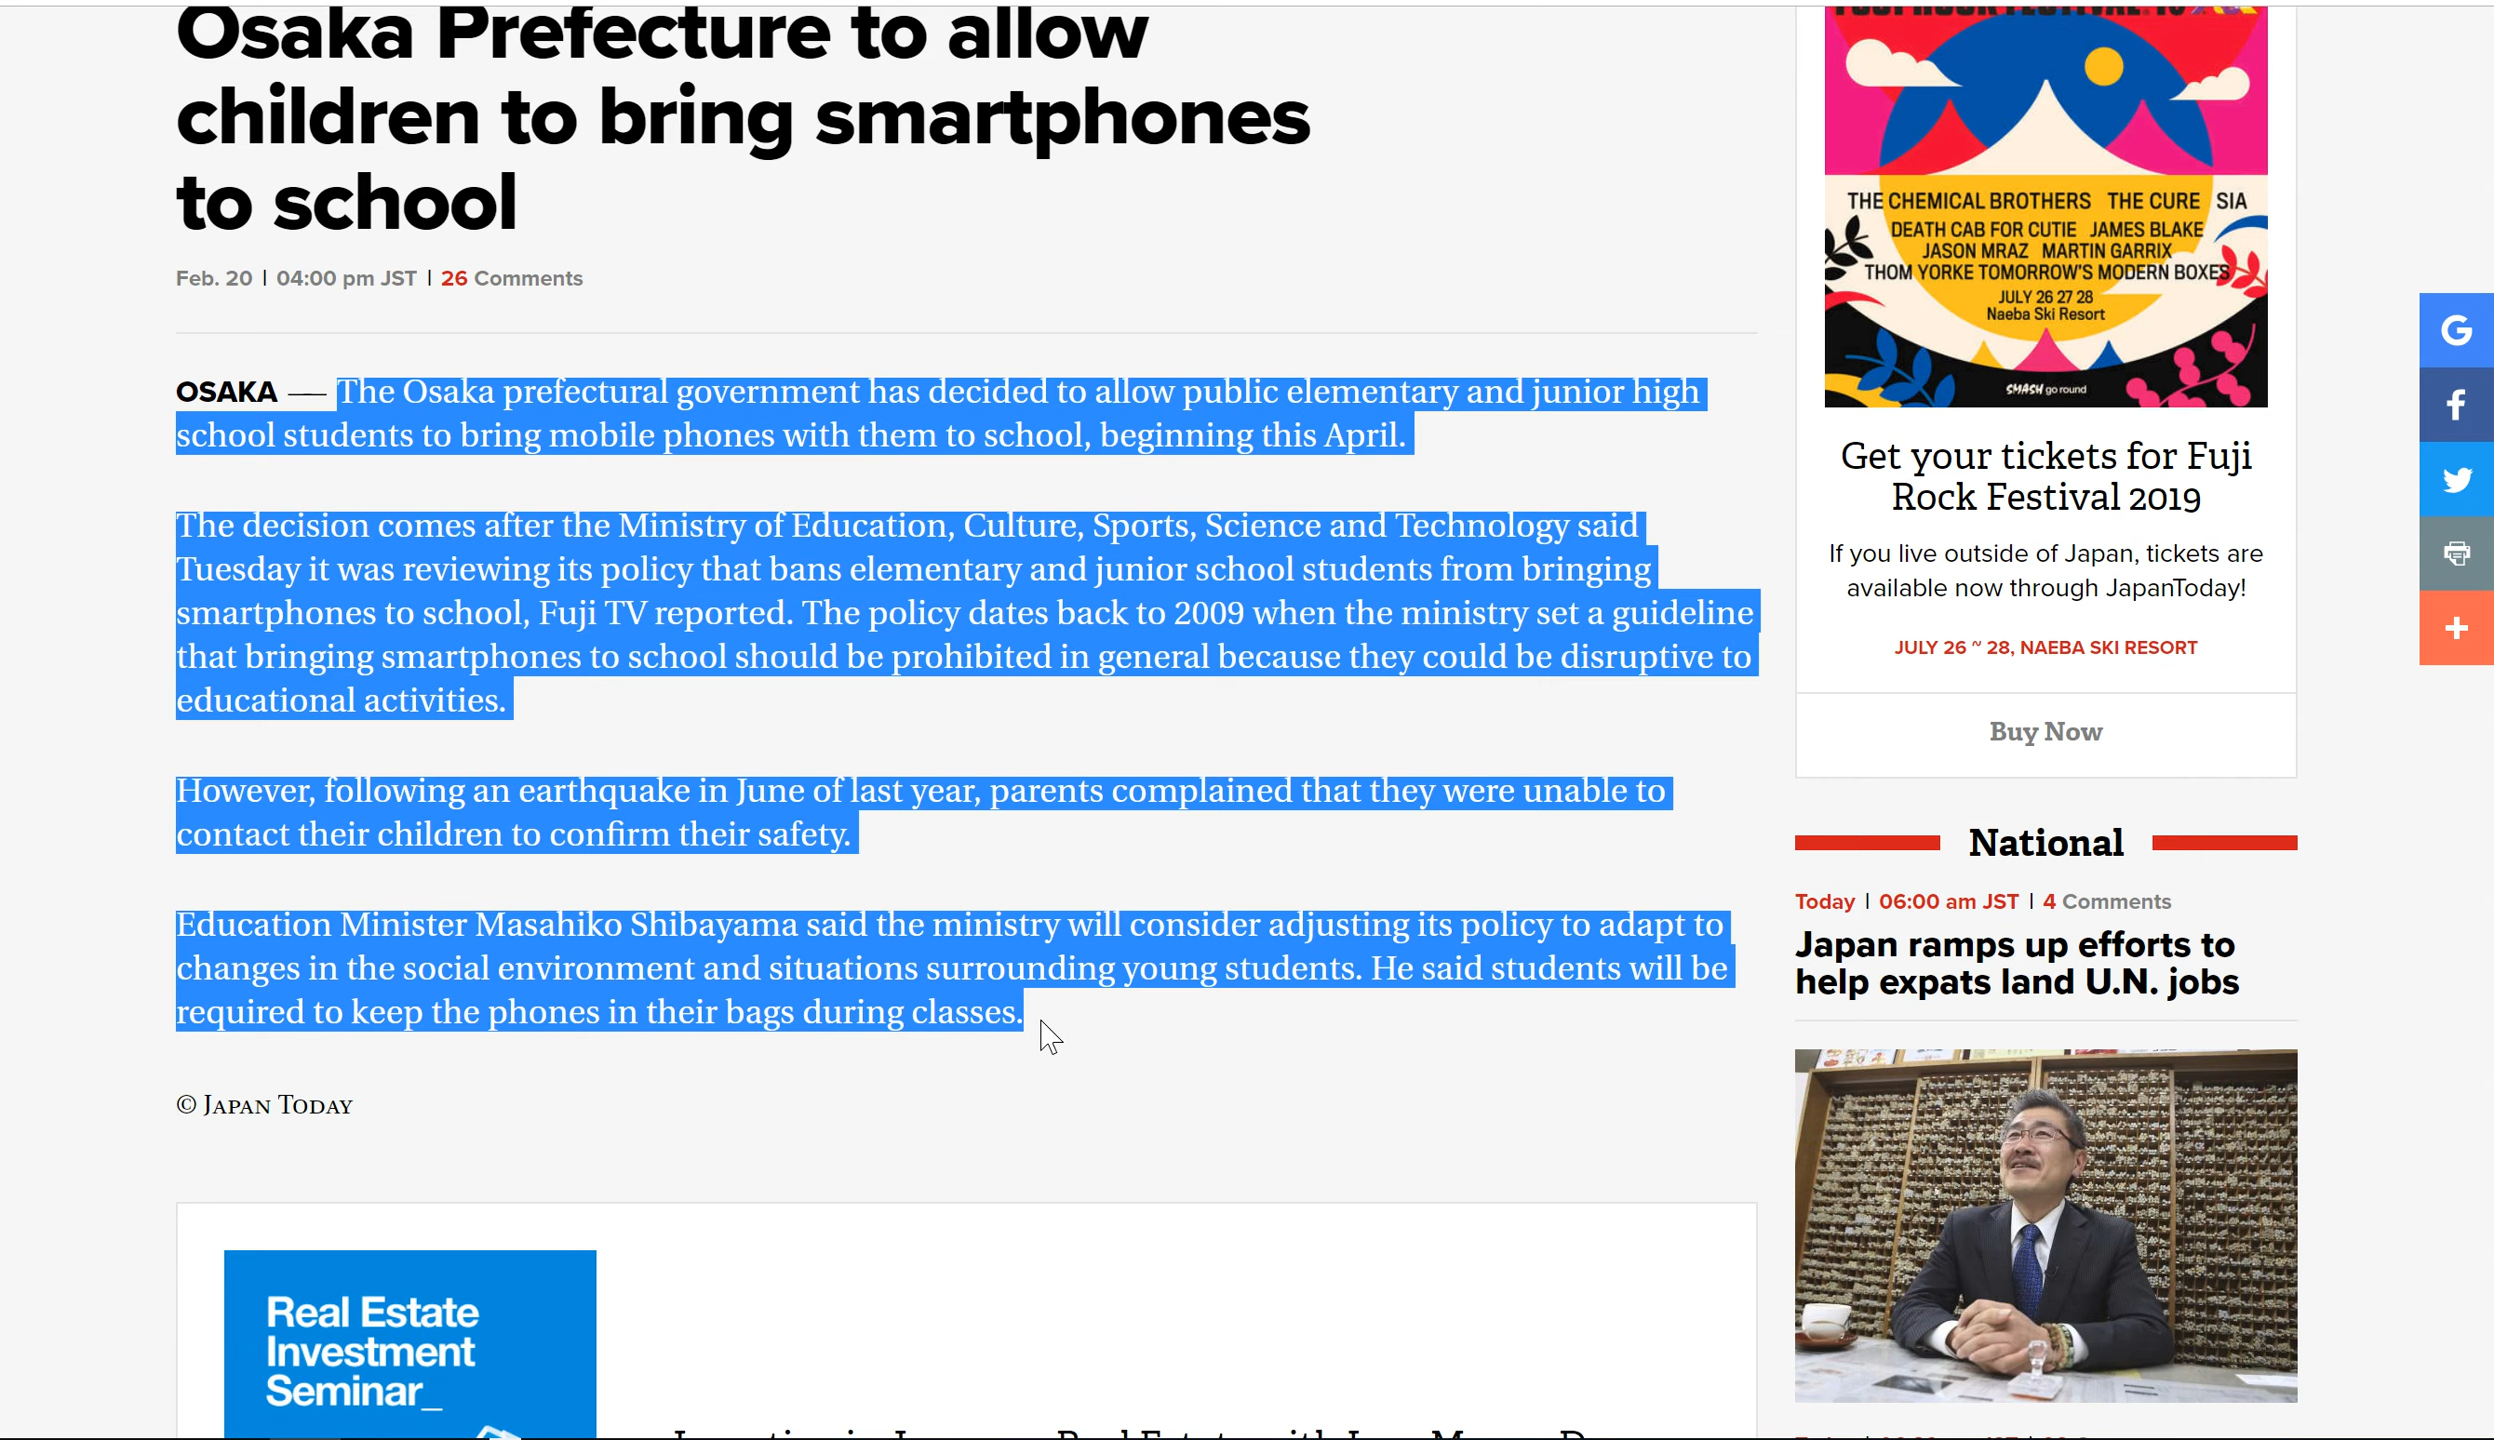 Osaka Prefecture to allow
children to bring smartphones
to school
Feb. 20 | 04:00 pm JST | 26 Comments
OSAKA — The Osaka prefectural government has decided to allow public elementary and junior high
school students to bring mobile phones with them to school, beginning this April.
The decision comes after the Ministry of Education, Culture, Sports, Science and Technology said
Tuesday it was reviewing its policy that bans elementary and junior school students from bringing
smartphones to school, Fuji TV reported. The policy dates back to 2009 when the ministry set a guideline
that bringing smartphones to school should be prohibited in general because they could be disruptive to
educational activities.
However, following an earthquake in June of last year, parents complained that they were unable to
contact their children to confirm their safety.
Education Minister Masahiko Shibayama said the ministry will consider adjusting its policy to adapt to
changes in the social environment and situations surrounding young students. He said students will be
required to keep the phones in their bags during classes.
© JAPAN TODAY
Real Estate
Investment
Seminar_
THE CHEMICAL BROTHERS THE CURE SIA
DEATH CAB FOR CUTIE JAMES BLAKE
JASON MRAZ MARTIN GARRIX
THOM YORKE TOMORROW'S MODERN BOXES
JULY 26 27 28
Naeba Ski Resort
SMASH go round
Get your tickets for Fuji
Rock Festival 2019
If you live outside of Japan, tickets are
available now through JapanToday!
JULY 26 ~ 28, NAEBA SKI RESORT
Buy Now
National
Today | 06:00 am JST | 4 Comments
Japan ramps up efforts to
help expats land U.N. jobs
G
f
+